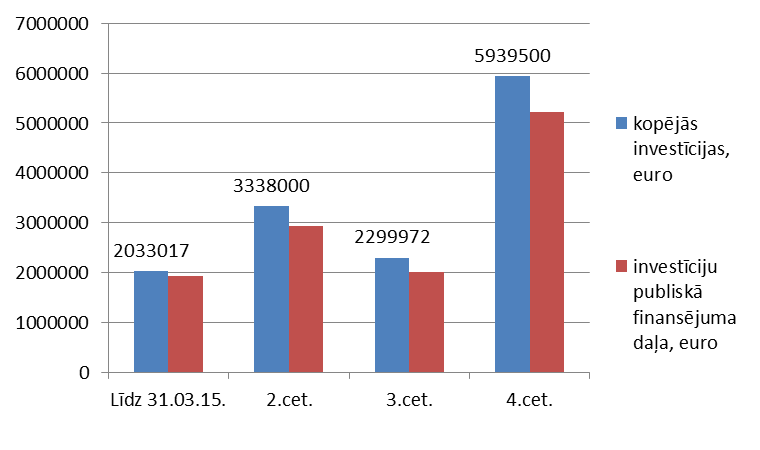 7000000
6000000
5000000
4000000
3000000
2000000
1000000
0
2033017
3338000
2299972
5939500
Līdz 31.03.15.
2.cet.
3.cet.
4.cet.
kopējās
investīcijas,
euro
investīciju
publiskā
finansējuma
daļa, euro